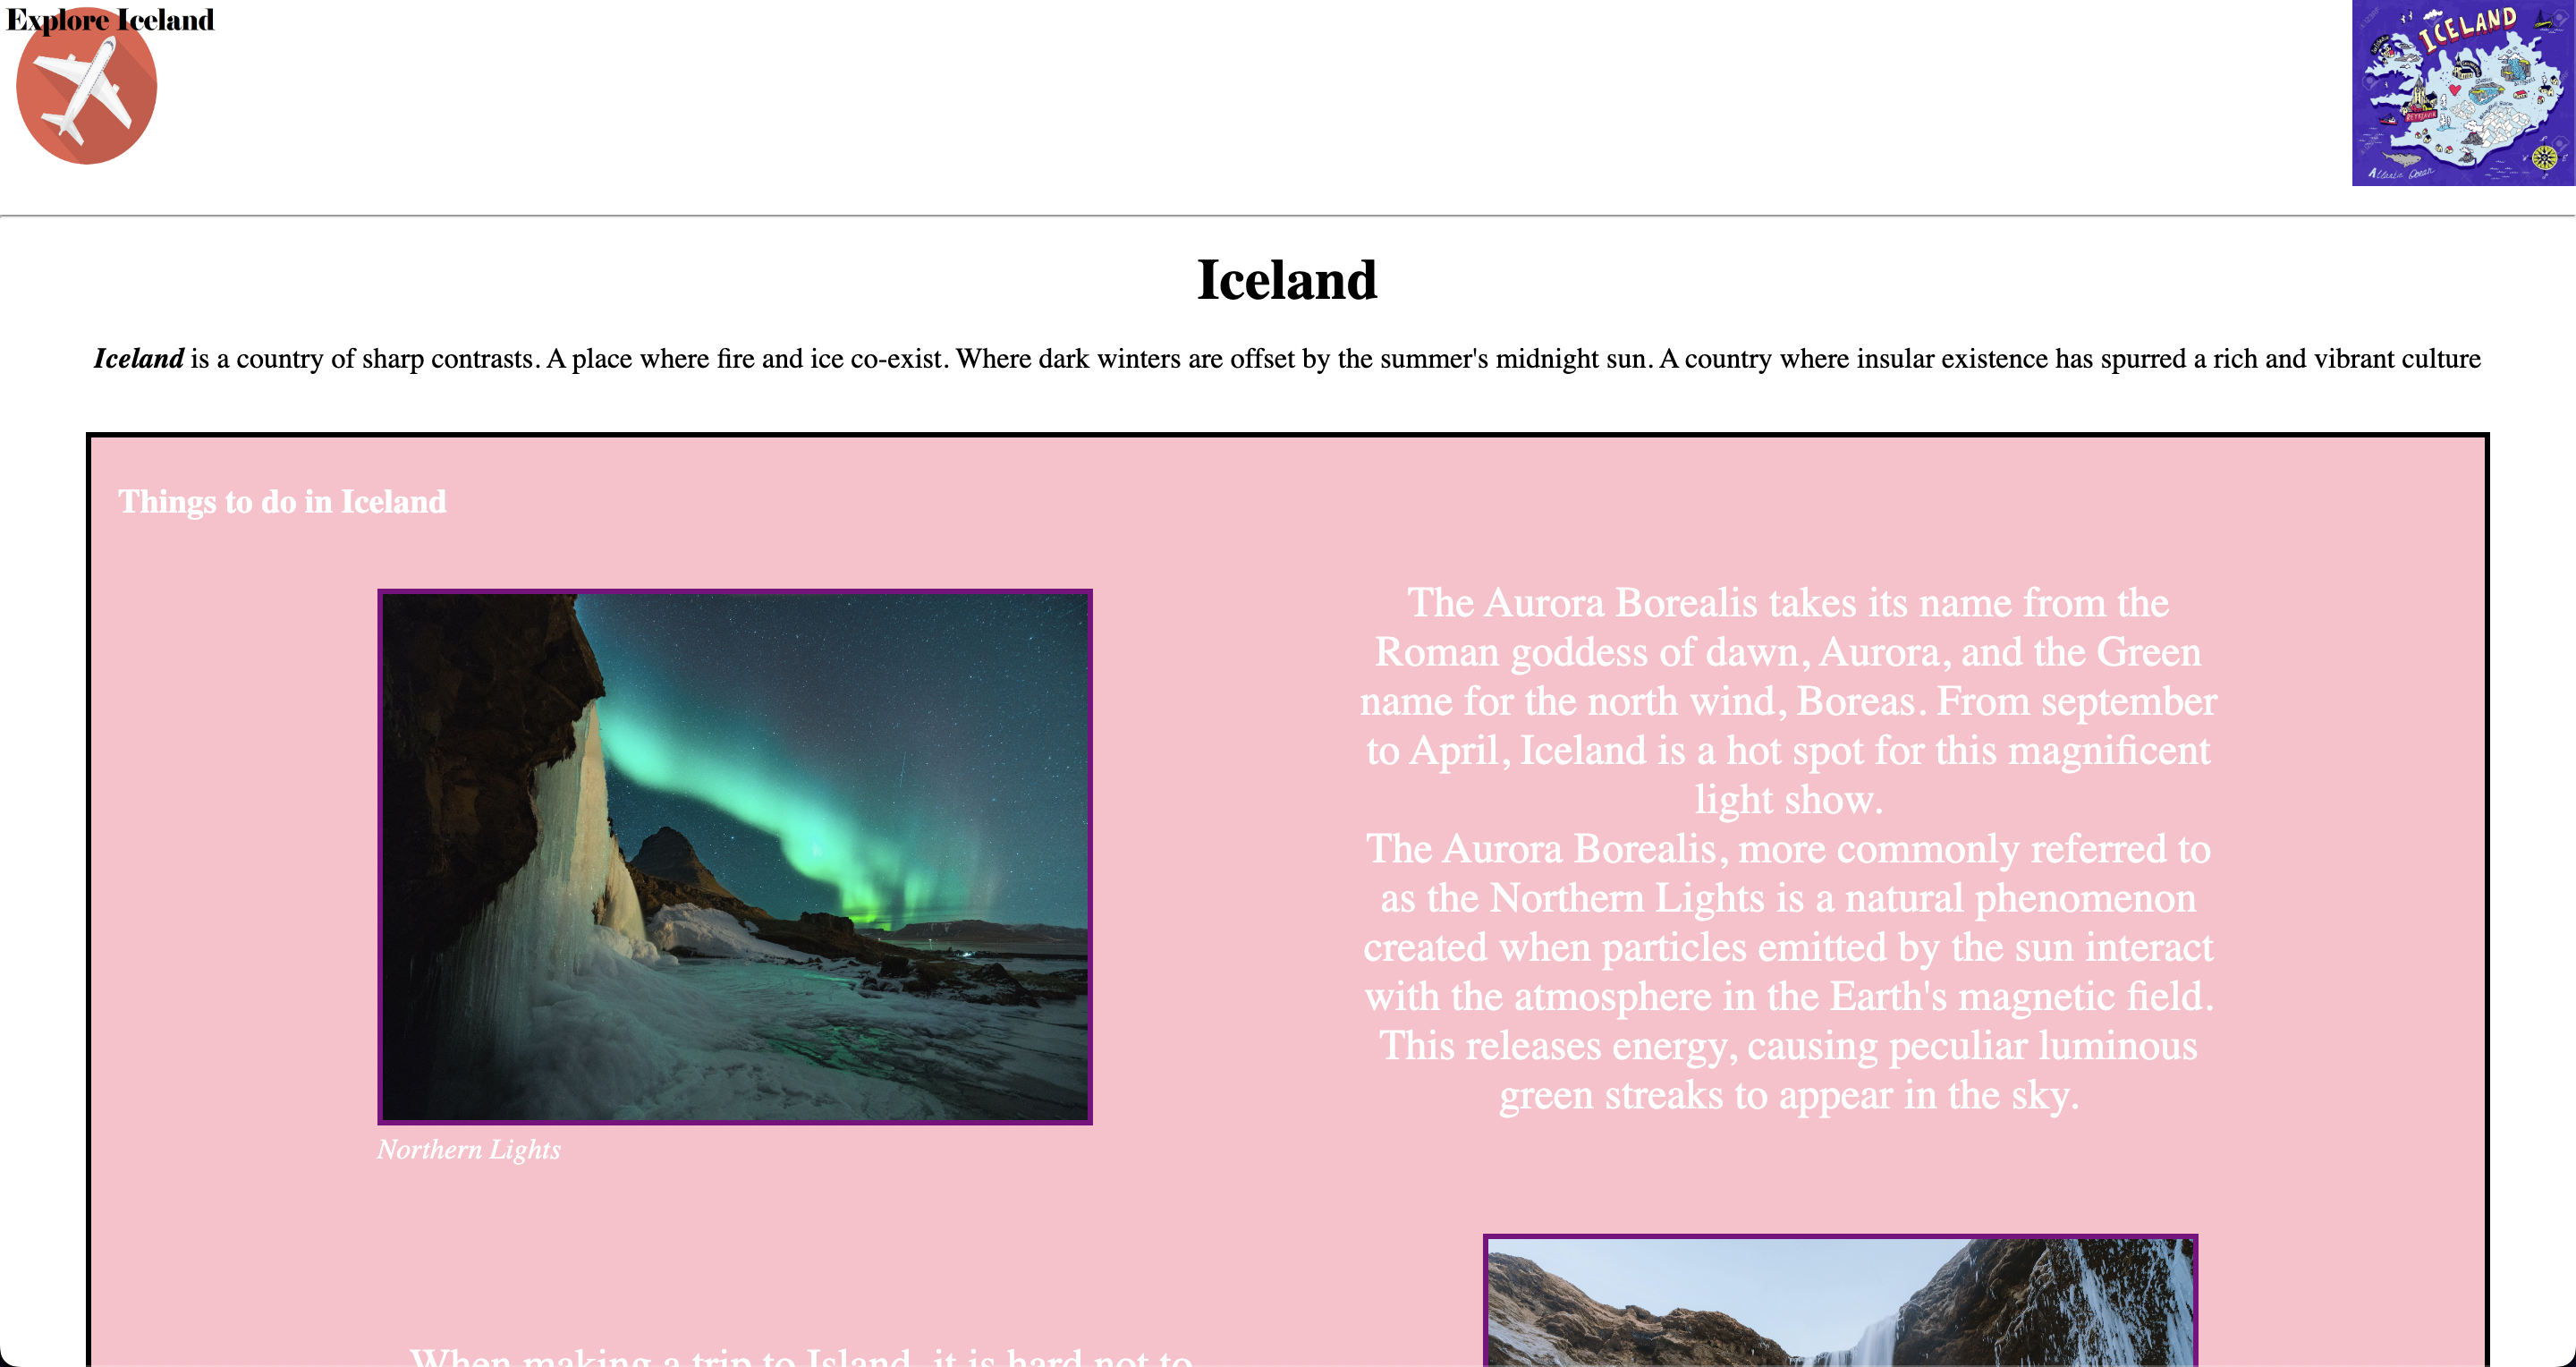 Explore Iceland
ICELAND
REYKJAVIK
Atlantic Ocean
Iceland
Iceland is a country of sharp contrasts. A place where fire and ice co-exist. Where dark winters are offset by the summer's midnight sun. A country where insular existence has spurred a rich and vibrant culture
Things to do in Iceland
The Aurora Borealis takes its name from the
Roman goddess of dawn, Aurora, and the Green
name for the north wind, Boreas. From september
to April, Iceland is a hot spot for this magnificent
light show.
The Aurora Borealis, more commonly referred to
as the Northern Lights is a natural phenomenon
created when particles emitted by the sun interact
with the atmosphere in the Earth's magnetic field.
This releases energy, causing peculiar luminous
green streaks to appear in the sky.
Northern Lights
When making a trip to Island, it is hard not to